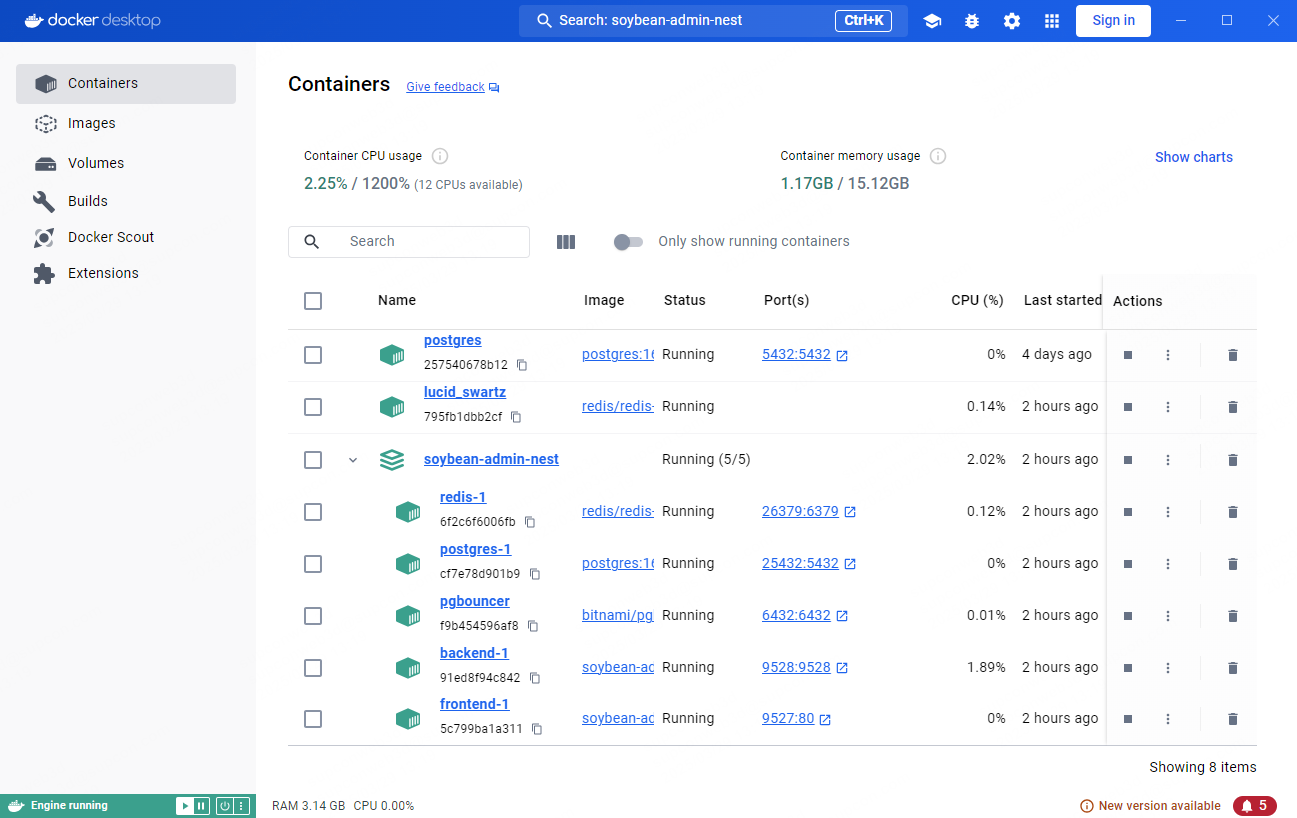 docker desktop
Search: soybean-admin-nest Ctrl+K
Sign in
Containers
Images
Volumes
Builds
Docker Scout
Extensions
Containers Give feedback
Container CPU usage
2.25% / 1200% (12 CPUs available)
Container memory usage
1.17GB / 15.12GB
Show charts
Search
Only show running containers
Name Image Status Port(s) CPU (%) Last started Actions
postgres
257540678b12
postgres:16 Running 5432:5432 0% 4 days ago
lucid_swartz
795fb1dbb2cf
redis/redis- Running 0.14% 2 hours ago
soybean-admin-nest Running (5/5) 2.02% 2 hours ago
redis-1
6f2c6f6006fb
redis/redis- Running 26379:6379 0.12% 2 hours ago
postgres-1
cf7e78d901b9
postgres:16 Running 25432:5432 0% 2 hours ago
pgbouncer
f9b454596af8
bitnami/pg Running 6432:6432 0.01% 2 hours ago
backend-1
91ed8f94c842
soybean-ac Running 9528:9528 1.89% 2 hours ago
frontend-1
5c799ba1a311
soybean-ac Running 9527:80 0% 2 hours ago
Showing 8 items
Engine running
RAM 3.14 GB CPU 0.00%
New version available
5